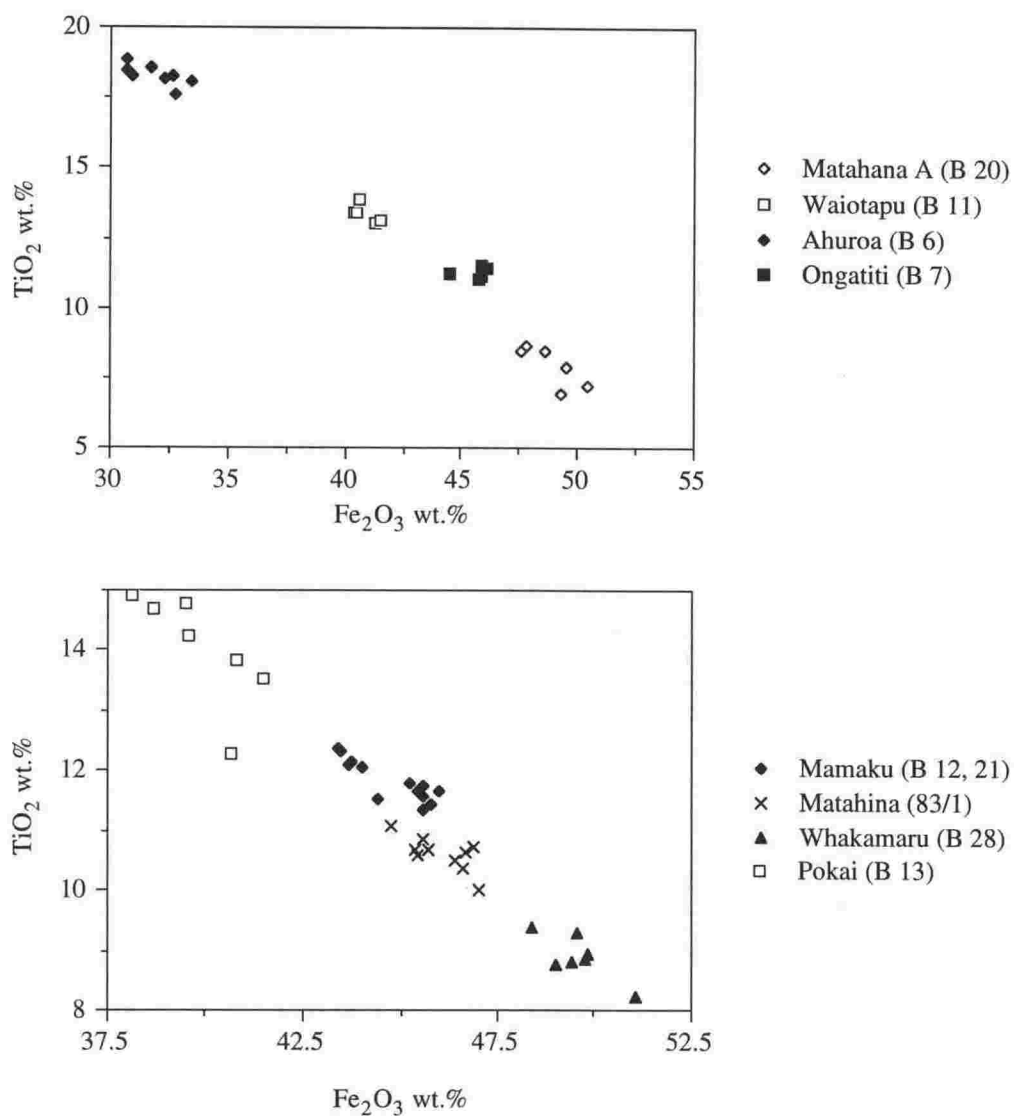 20
15
10
5
TiO2 wt.%
30 35 40 45 50 55
Fe2O3 wt.%
Matahana A (B 20)
Waiotapu (B 11)
Ahuroa (B 6)
Ongatiti (B 7)
14
12
10
8
TiO2 wt.%
37.5 42.5 47.5 52.5
Fe2O3 wt.%
Mamaku (B 12, 21)
Matahina (83/1)
Whakamaru (B 28)
Pokai (B 13)